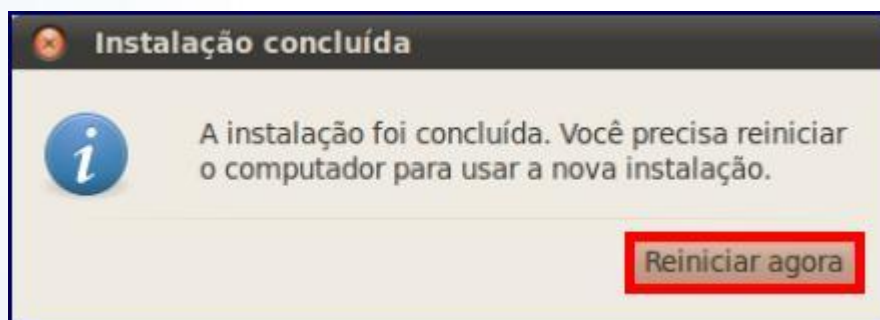 Instalação concluída
A instalação foi concluída. Você precisa reiniciar
o computador para usar a nova instalação.
Reiniciar agora